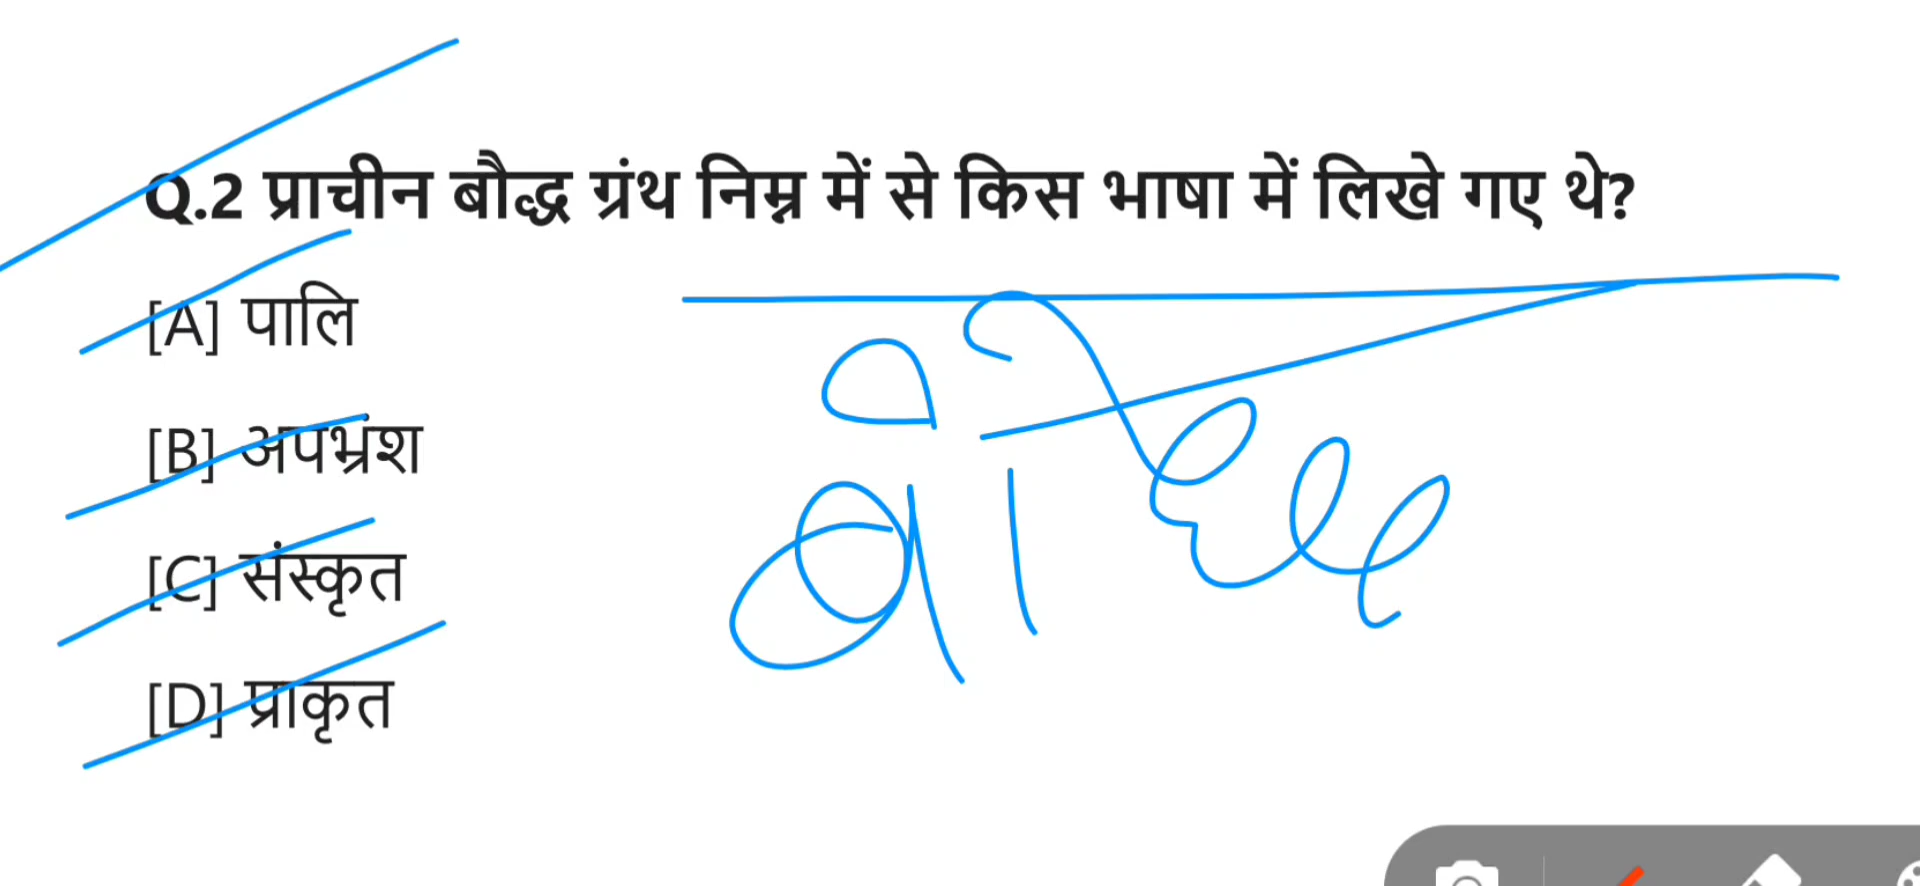 Q.2 प्राचीन बौद्ध ग्रंथ निम्न में से किस भाषा में लिखे गए थे?
[A] पालि
[B] अपभ्रंश
[C] संस्कृत
[D] प्राकृत